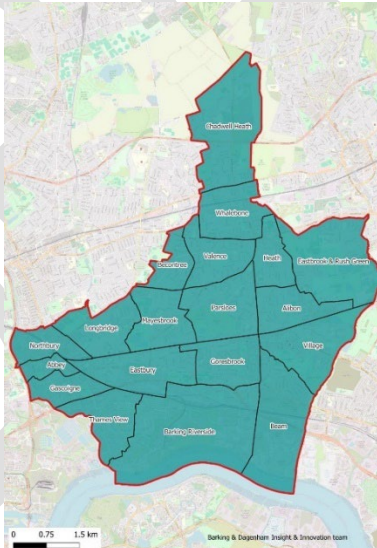 Chadwell Heath
Whalebone
Becontree
Valence
Heath
Eastbrook & Rush Green
Mayesbrook
Parsloes
Alibon
Longbridge
Northbury
Village
Abbey
Eastbury
Goresbrook
Gascoigne
Thames View
Barking Riverside
Beam
0 0.75 1.5 km
Barking & Dagenham Insight & Innovation team